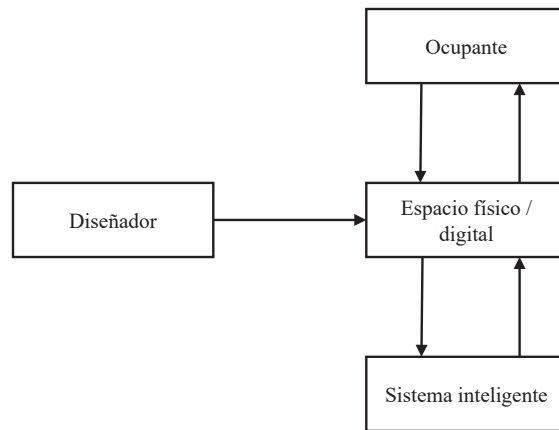 Ocupante
Diseñador
Espacio físico /
digital
Sistema inteligente